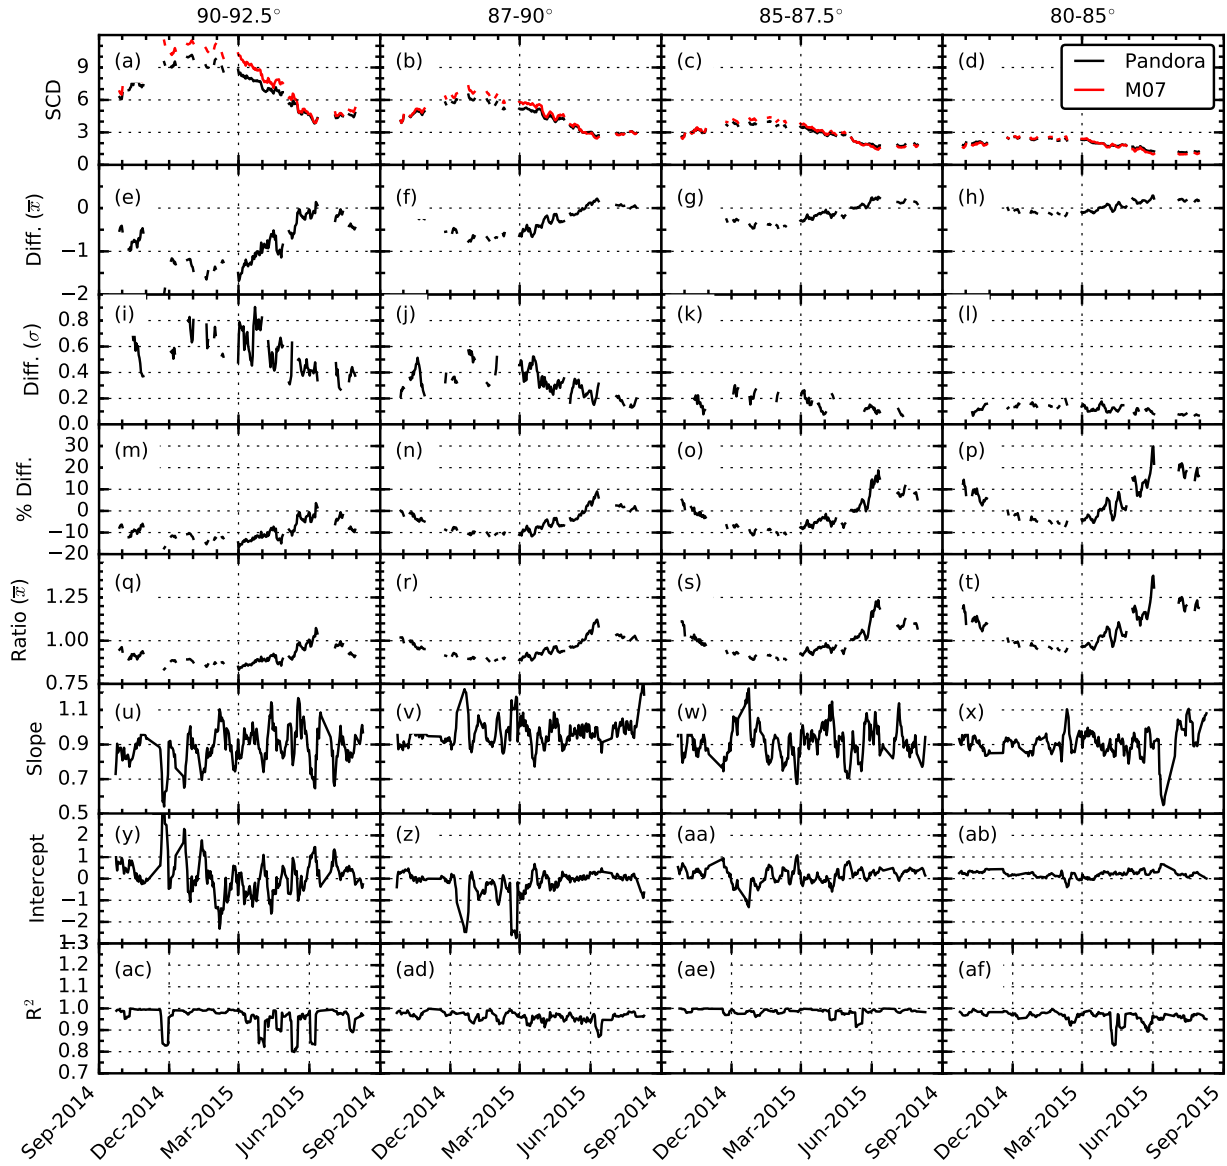 90-92.5° 87-90° 85-87.5° 80-85°
SCD
9
6
3
0
(a) (b) (c) (d)
Pandora
M07
Diff. (x̅)
0
−1
−2
(e) (f) (g) (h)
Diff. (σ)
0.8
0.6
0.4
0.2
0.0
(i) (j) (k) (l)
% Diff.
30
20
10
0
−10
−20
(m) (n) (o) (p)
Ratio (x̅)
1.25
1.00
0.75
(q) (r) (s) (t)
Slope
1.1
0.9
0.7
0.5
(u) (v) (w) (x)
Intercept
2
1
0
−1
−2
−3
(y) (z) (aa) (ab)
R²
1.3
1.2
1.1
1.0
0.9
0.8
0.7
(ac) (ad) (ae) (af)
Sep-2014 Dec-2014 Mar-2015 Jun-2015 Sep-2014 Dec-2014 Mar-2015 Jun-2015 Sep-2014 Dec-2014 Mar-2015 Jun-2015 Sep-2014 Dec-2014 Mar-2015 Jun-2015 Sep-2015